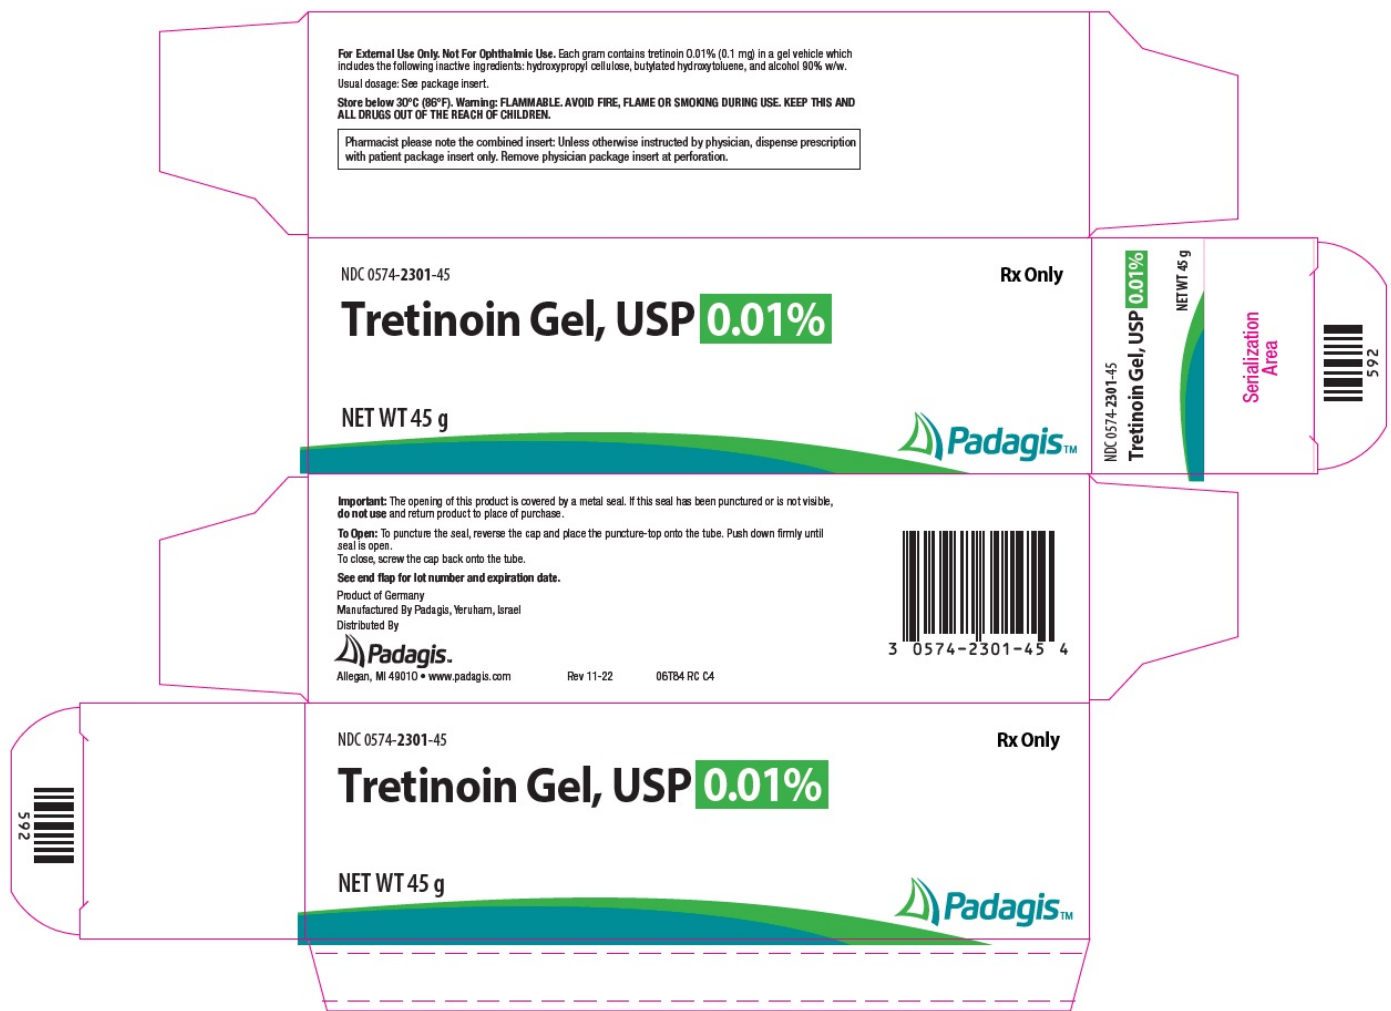 For External Use Only. Not For Ophthalmic Use. Each gram contains tretinoin 0.01% (0.1 mg) in a gel vehicle which
includes the following inactive ingredients: hydroxypropyl cellulose, butylated hydroxytoluene, and alcohol 90% w/w.
Usual dosage: See package insert.
Store below 30°C (86°F). Warning: FLAMMABLE. AVOID FIRE, FLAME OR SMOKING DURING USE. KEEP THIS AND
ALL DRUGS OUT OF THE REACH OF CHILDREN.
Pharmacist please note the combined insert: Unless otherwise instructed by physician, dispense prescription
with patient package insert only. Remove physician package insert at perforation.
NDC 0574-2301-45
Rx Only
Tretinoin Gel, USP 0.01%
NET WT 45 g
Padagis™
NDC 0574-2301-45
Tretinoin Gel, USP 0.01%
NET WT 45 g
Serialization
Area
592
Important: The opening of this product is covered by a metal seal. If this seal has been punctured or is not visible,
do not use and return product to place of purchase.
To Open: To puncture the seal, reverse the cap and place the puncture-top onto the tube. Push down firmly until
seal is open.
To close, screw the cap back onto the tube.
See end flap for lot number and expiration date.
Product of Germany
Manufactured By Padagis, Yeruham, Israel
Distributed By
Padagis™
Allegan, MI 49010 • www.padagis.com
Rev 11-22
06T84 RC C4
3 0574-2301-45 4
NDC 0574-2301-45
Rx Only
Tretinoin Gel, USP 0.01%
NET WT 45 g
Padagis™
592